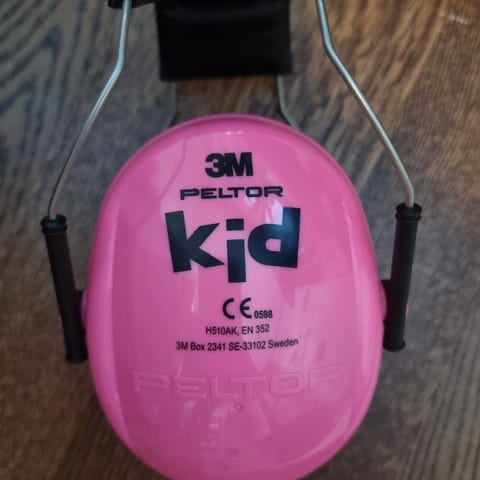 3M
PELTOR
kid
CE 0598
H510AK, EN 352
3M Box 2341 SE-33102 Sweden
PELTOR